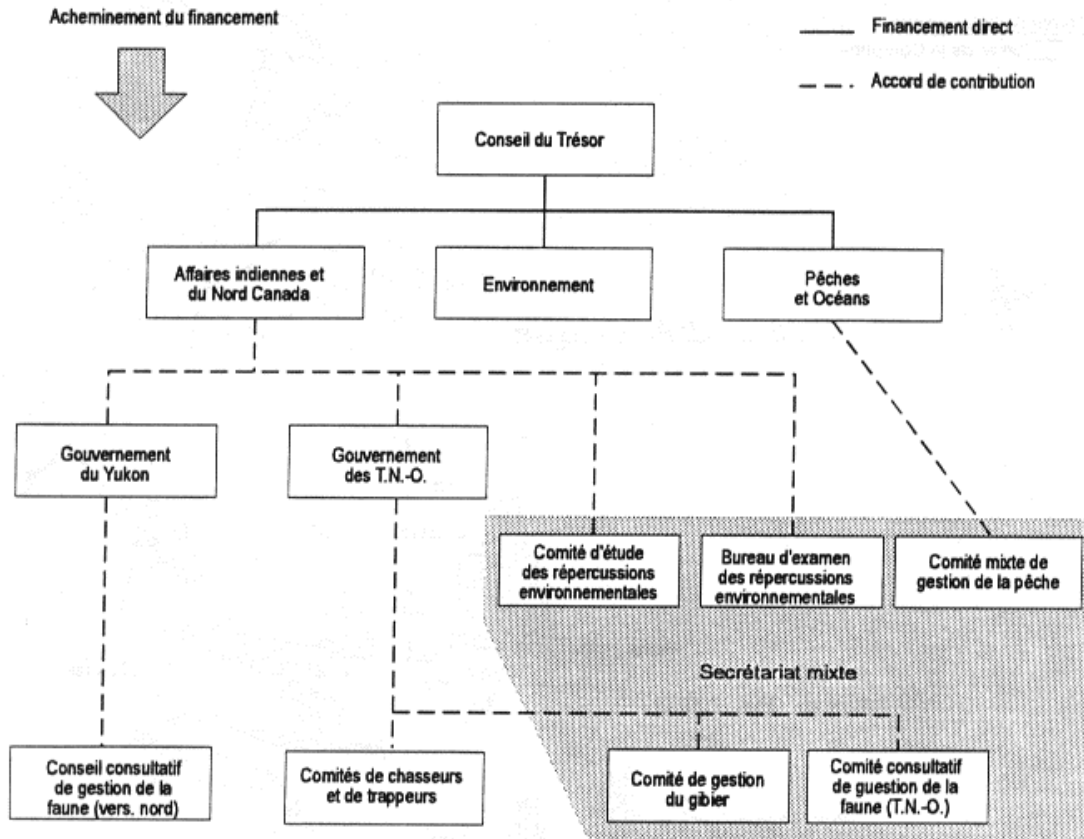 Acheminement du financement
Financement direct
Accord de contribution
Conseil du Trésor
Affaires indiennes et
du Nord Canada
Environnement
Pêches
et Océans
Gouvernement
du Yukon
Gouvernement
des T.N.-O.
Comité d'étude
des répercussions
environnementales
Bureau d'examen
des répercussions
environnementales
Comité mixte de
gestion de la pêche
Secrétariat mixte
Conseil consultatif
de gestion de la
faune (vers. nord)
Comités de chasseurs
et de trappeurs
Comité de gestion
du gibier
Comité consultatif
de guestion de la
faune (T.N.-O.)